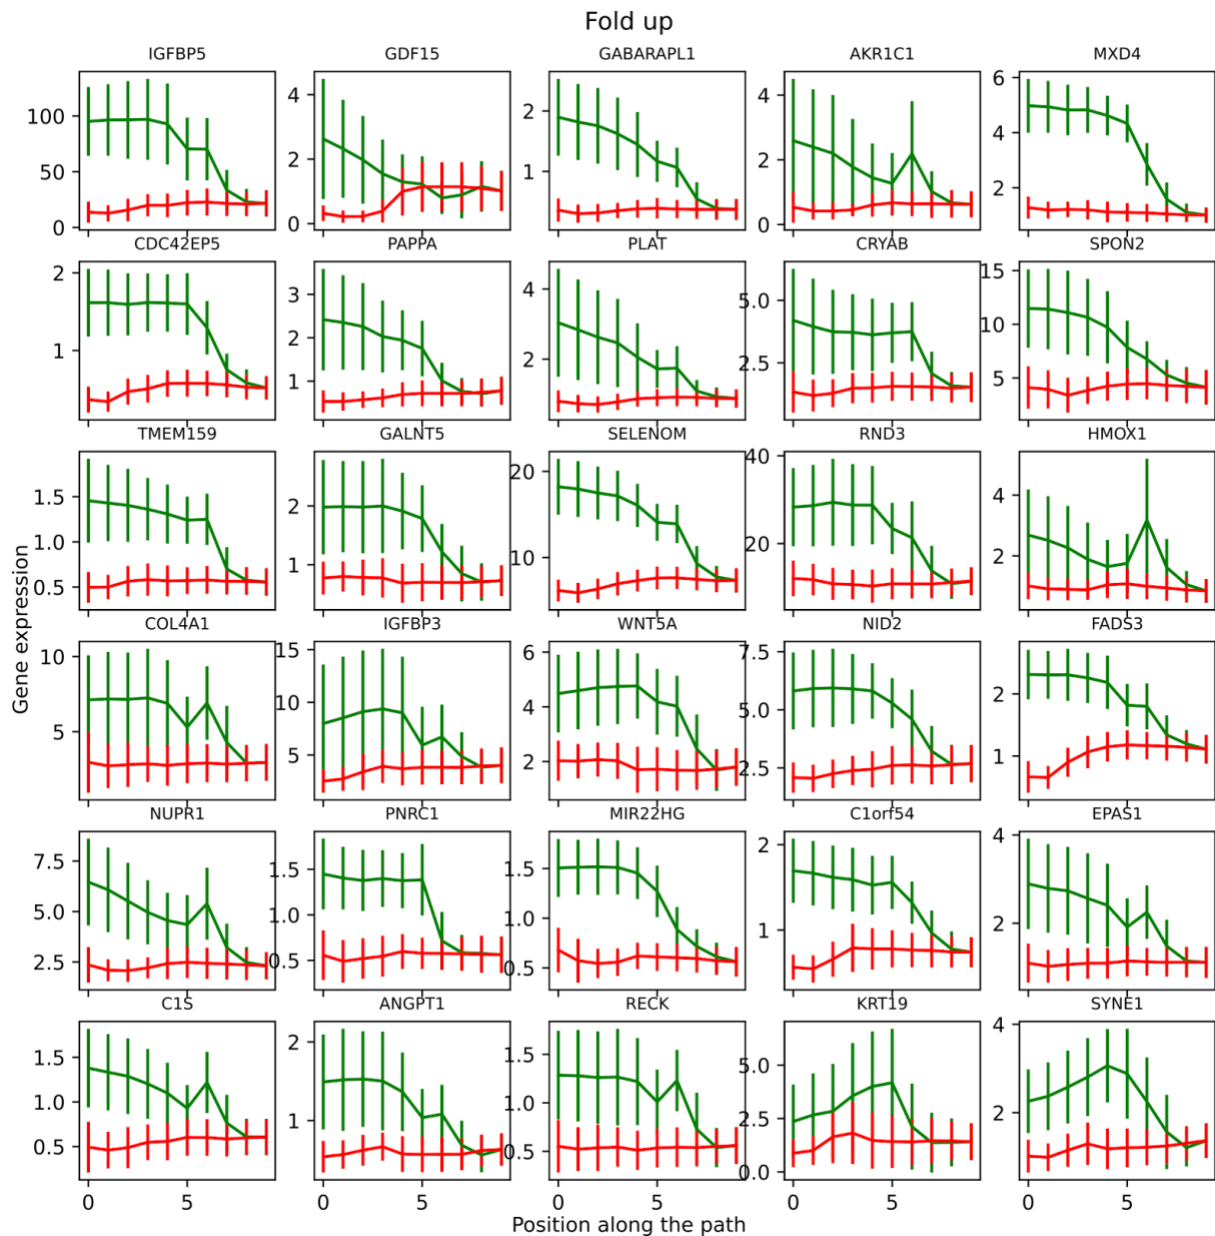 Fold up
IGFBP5 GDF15 GABARAPL1 AKR1C1 MXD4
100 50 0
4 2 0
2 1
4 2 0
6 4 2
CDC42EP5 PAPPA PLAT CRYAB SPON2
2 1
3 2 1
4 2
5.0 2.5
15 10 5
TMEM159 GALNT5 SELENOM RND3 HMOX1
1.5 1.0 0.5
2 1
20 10
40 20
4 2
COL4A1 IGFBP3 WNT5A NID2 FADS3
10 5
15 10 5
6 4 2
7.5 5.0 2.5
2 1
NUPR1 PNRC1 MIR22HG C1orf54 EPAS1
7.5 5.0 2.5
1.5 1.0 0.5
1.5 1.0 0.5
2 1
4 2
C1S ANGPT1 RECK KRT19 SYNE1
1.5 1.0 0.5
2 1
1.5 1.0 0.5
5.0 2.5 0.0
4 2
0 5 0 5 0 5 0 5 0 5
Gene expression
Position along the path